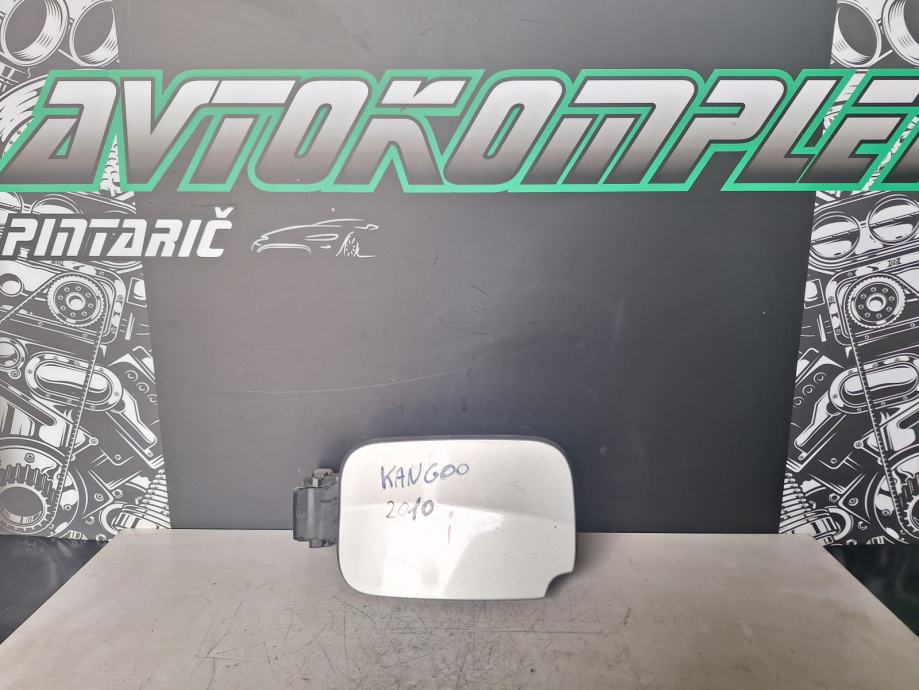 AVTOKOMPLET
PINTARIČ
KANGOO
2010